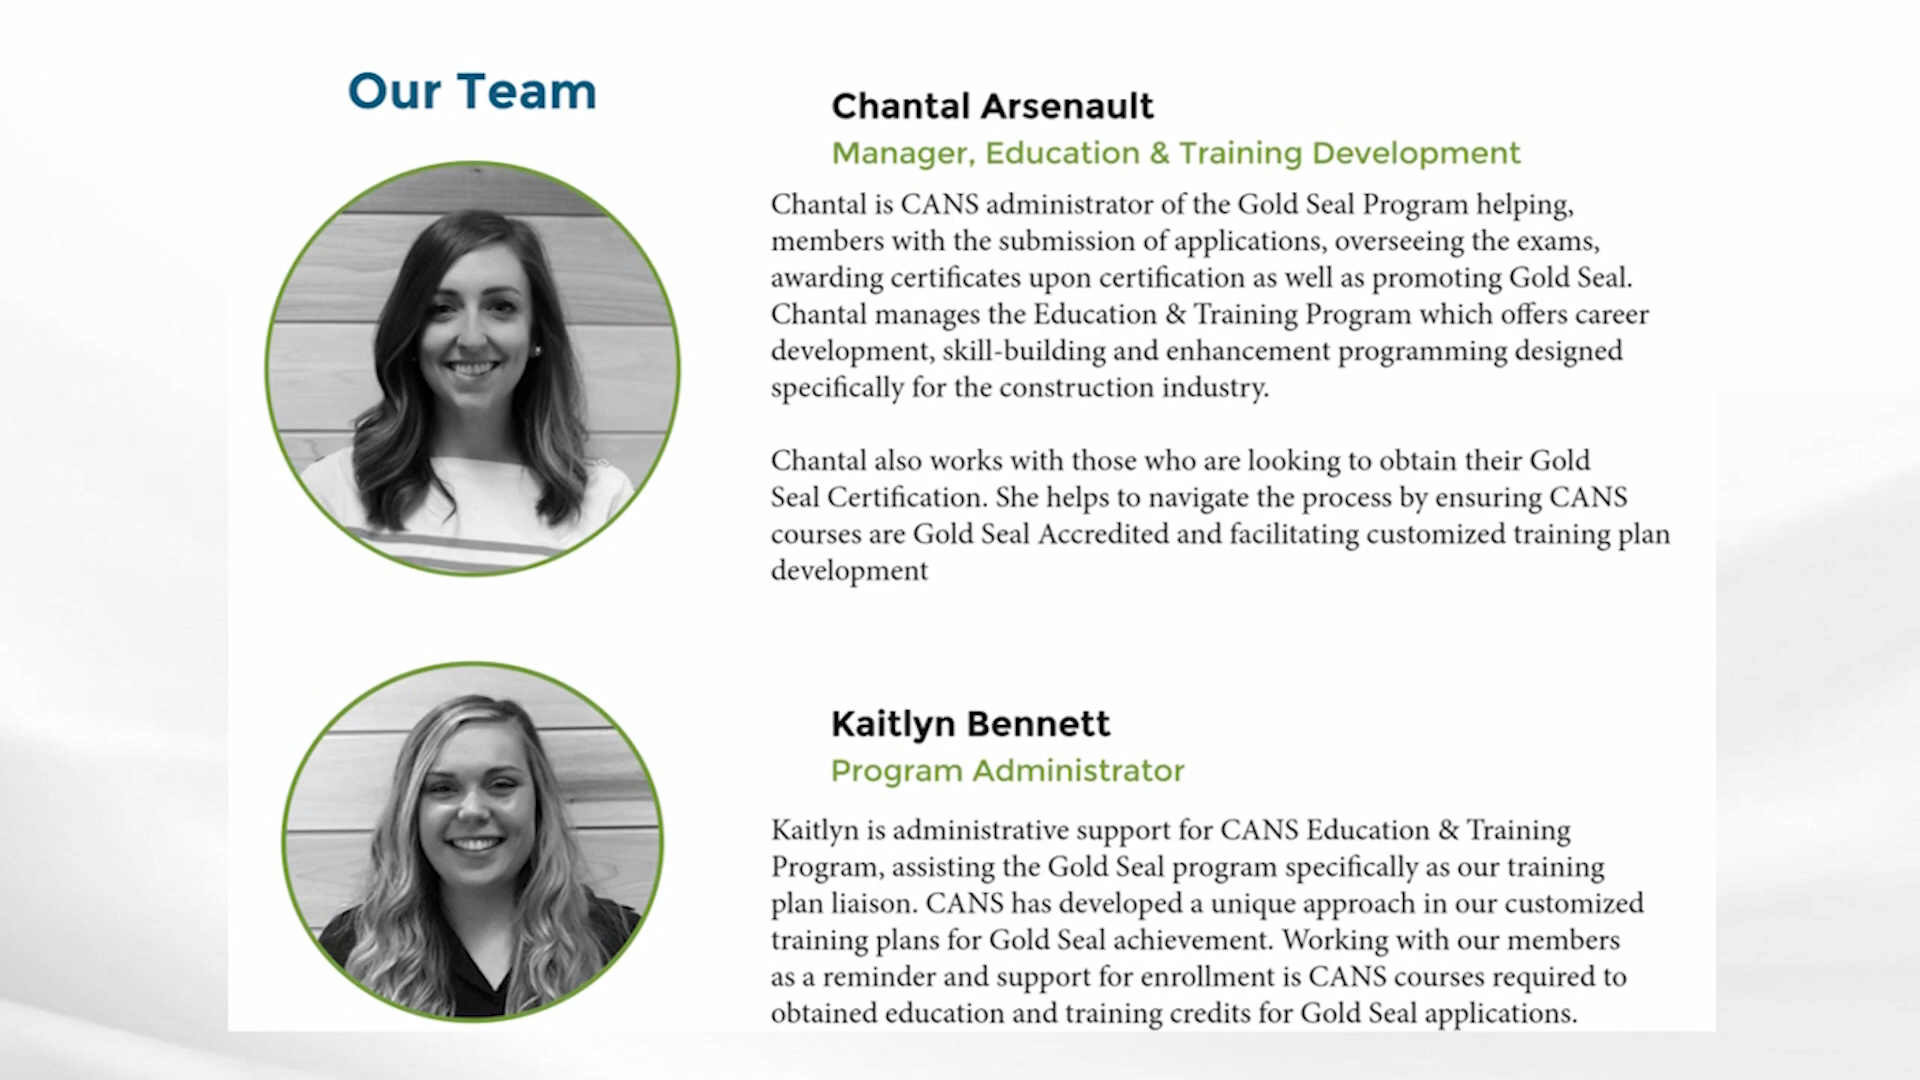 Our Team
Chantal Arsenault
Manager, Education & Training Development
Chantal is CANS administrator of the Gold Seal Program helping,
members with the submission of applications, overseeing the exams,
awarding certificates upon certification as well as promoting Gold Seal.
Chantal manages the Education & Training Program which offers career
development, skill-building and enhancement programming designed
specifically for the construction industry.
Chantal also works with those who are looking to obtain their Gold
Seal Certification. She helps to navigate the process by ensuring CANS
courses are Gold Seal Accredited and facilitating customized training plan
development
Kaitlyn Bennett
Program Administrator
Kaitlyn is administrative support for CANS Education & Training
Program, assisting the Gold Seal program specifically as our training
plan liaison. CANS has developed a unique approach in our customized
training plans for Gold Seal achievement. Working with our members
as a reminder and support for enrollment is CANS courses required to
obtained education and training credits for Gold Seal applications.